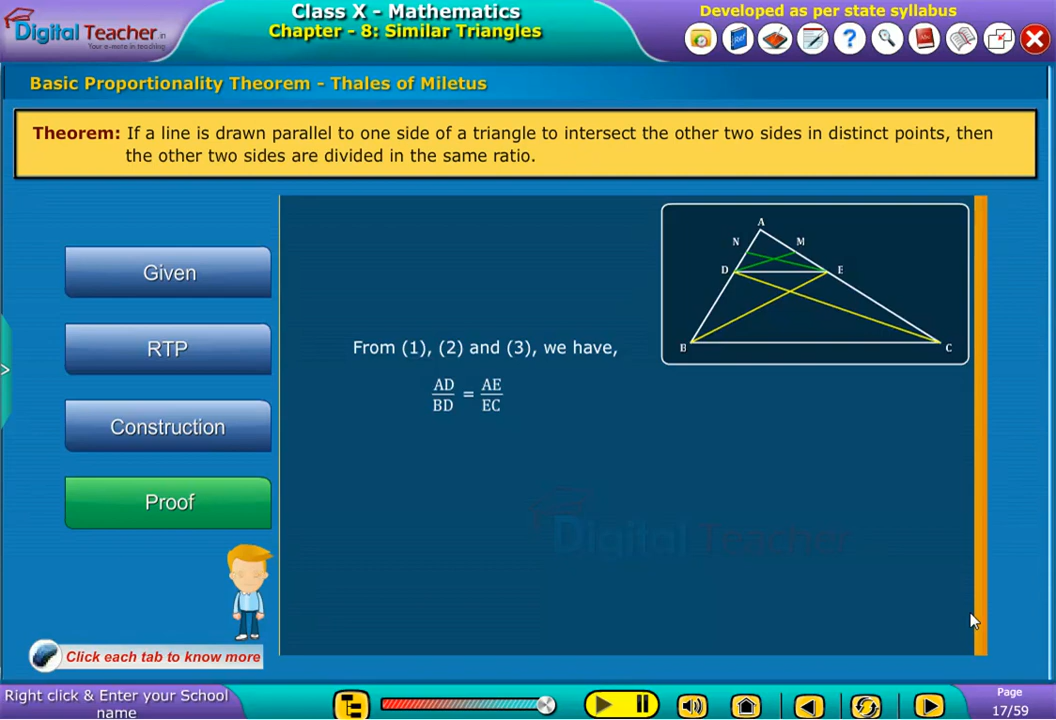 Digital Teacher.in
Your e-mate in teaching
Class X - Mathematics
Chapter - 8: Similar Triangles
Developed as per state syllabus
Basic Proportionality Theorem - Thales of Miletus
Theorem: If a line is drawn parallel to one side of a triangle to intersect the other two sides in distinct points, then
the other two sides are divided in the same ratio.
Given
RTP
Construction
Proof
Click each tab to know more
From (1), (2) and (3), we have,
AD/BD = AE/EC
A
N M
D E
B C
Digital Teacher
Right click & Enter your School
name
Page
17/59